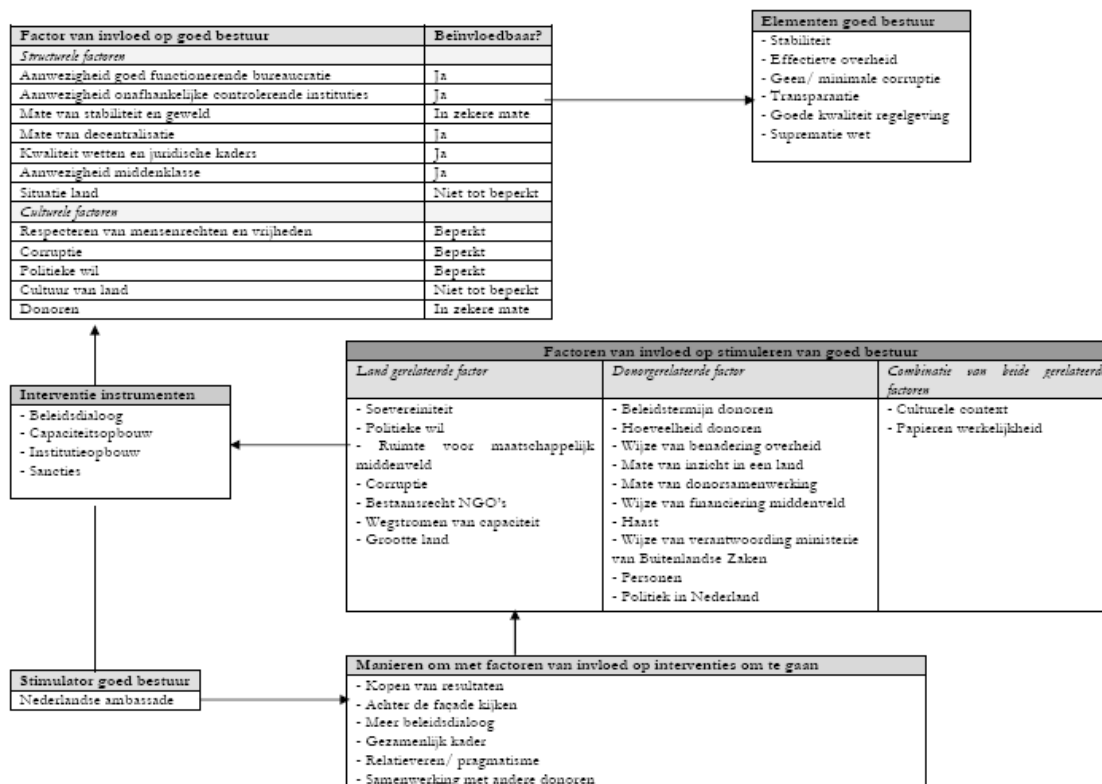 Factor van invloed op goed bestuur Beïnvloedbaar?
Structurele factoren
Aanwezigheid goed functionerende bureaucratie Ja
Aanwezigheid onafhankelijke controlerende instituties Ja
Mate van stabiliteit en geweld In zekere mate
Mate van decentralisatie Ja
Kwaliteit wetten en juridische kaders Ja
Aanwezigheid middenklasse Ja
Situatie land Niet tot beperkt
Culturele factoren
Respecteren van mensenrechten en vrijheden Beperkt
Corruptie Beperkt
Politieke wil Beperkt
Cultuur van land Niet tot beperkt
Donoren In zekere mate
Elementen goed bestuur
- Stabiliteit
- Effectieve overheid
- Geen/ minimale corruptie
- Transparantie
- Goede kwaliteit regelgeving
- Suprematie wet
Interventie instrumenten
- Beleidsdialoog
- Capaciteitsopbouw
- Institutieopbouw
- Sancties
Factoren van invloed op stimuleren van goed bestuur
Land gerelateerde factor
- Soevereiniteit
- Politieke wil
- Ruimte voor maatschappelijk
middenveld
- Corruptie
- Bestaansrecht NGO's
- Wegstromen van capaciteit
- Grootte land
Donorgerelateerde factor
- Beleidstermijn donoren
- Hoeveelheid donoren
- Wijze van benadering overheid
- Mate van inzicht in een land
- Mate van donorsamenwerking
- Wijze van financiering middenveld
- Haast
- Wijze van verantwoording ministerie
van Buitenlandse Zaken
- Personen
- Politiek in Nederland
Combinatie van beide gerelateerde
factoren
- Culturele context
- Papieren werkelijkheid
Stimulator goed bestuur
Nederlandse ambassade
Manieren om met factoren van invloed op interventies om te gaan
- Kopen van resultaten
- Achter de façade kijken
- Meer beleidsdialoog
- Gezamenlijk kader
- Relativeren/ pragmatisme
- Samenwerking met andere donoren